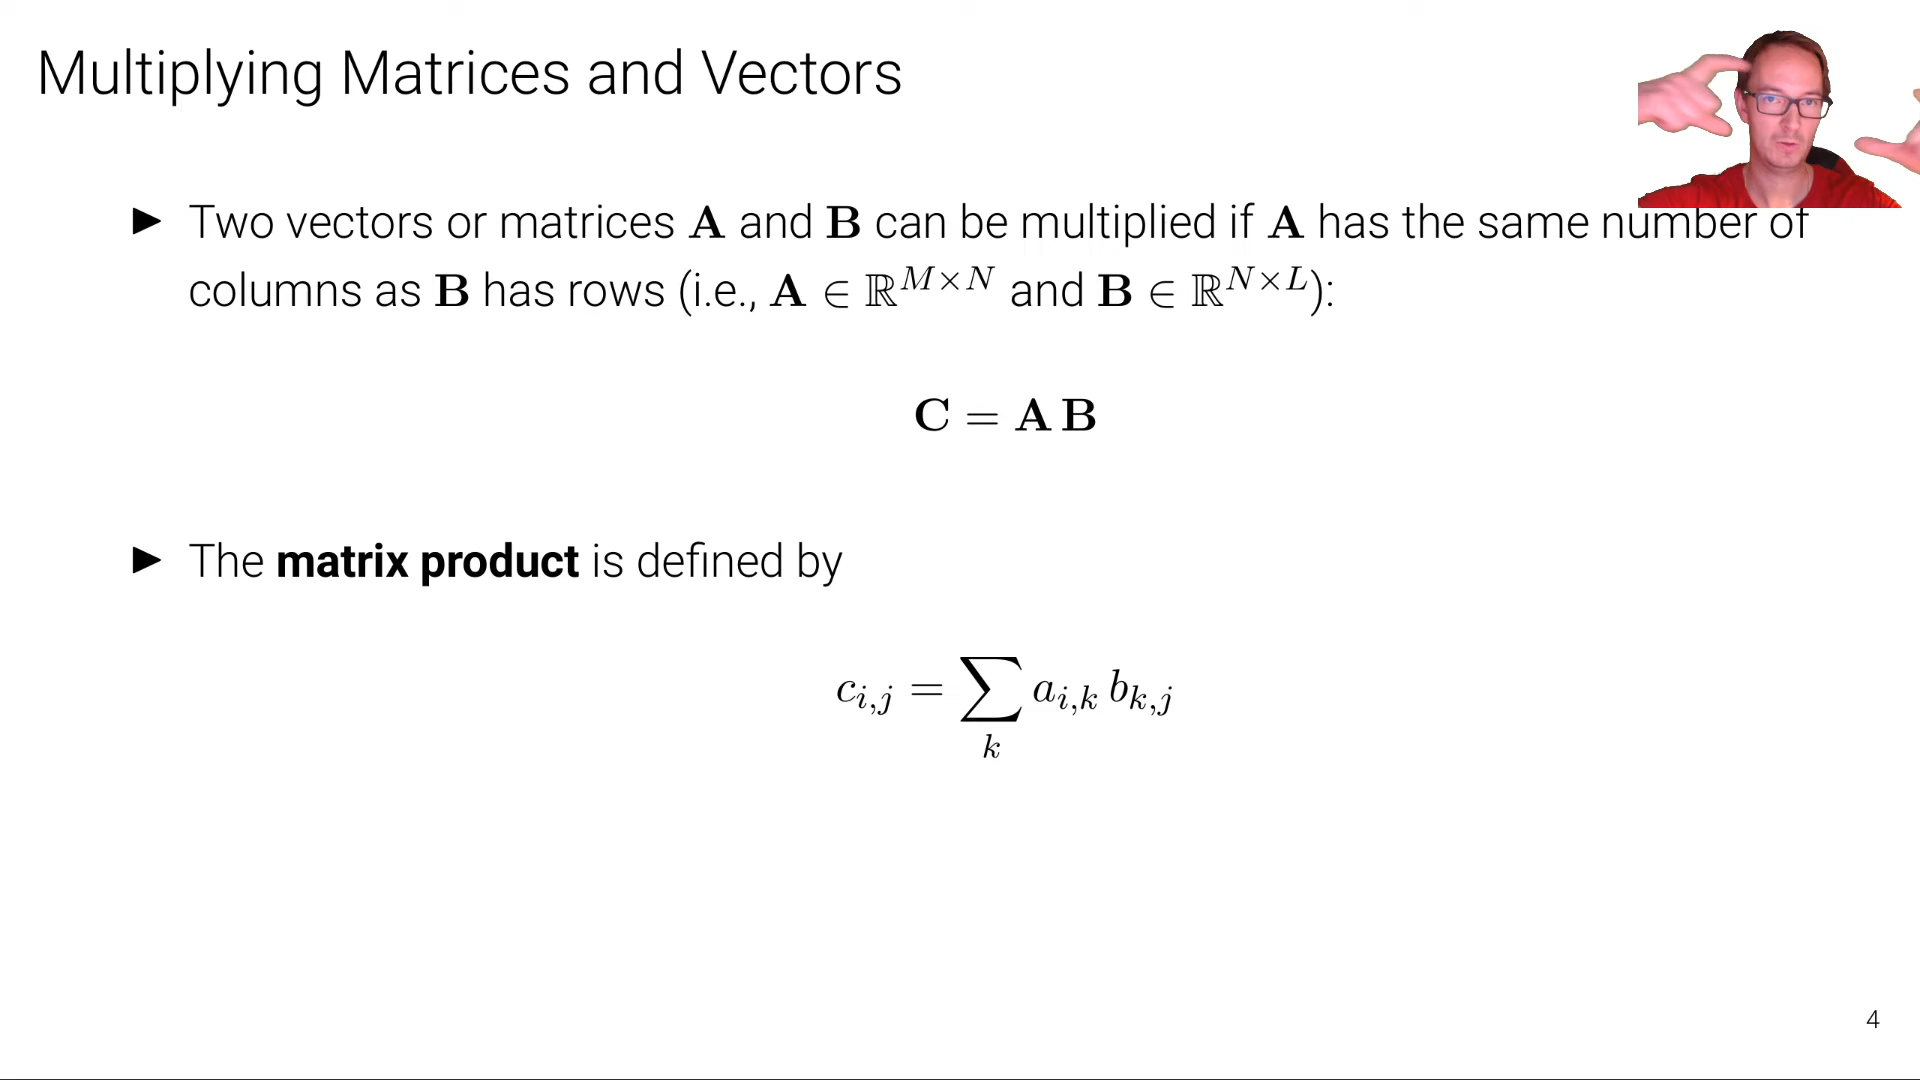 Multiplying Matrices and Vectors
▶ Two vectors or matrices A and B can be multiplied if A has the same number of
columns as B has rows (i.e., A ∈ ℝ^{M×N} and B ∈ ℝ^{N×L}):
C = A B
▶ The matrix product is defined by
c_{i,j} = ∑_k a_{i,k} b_{k,j}
4